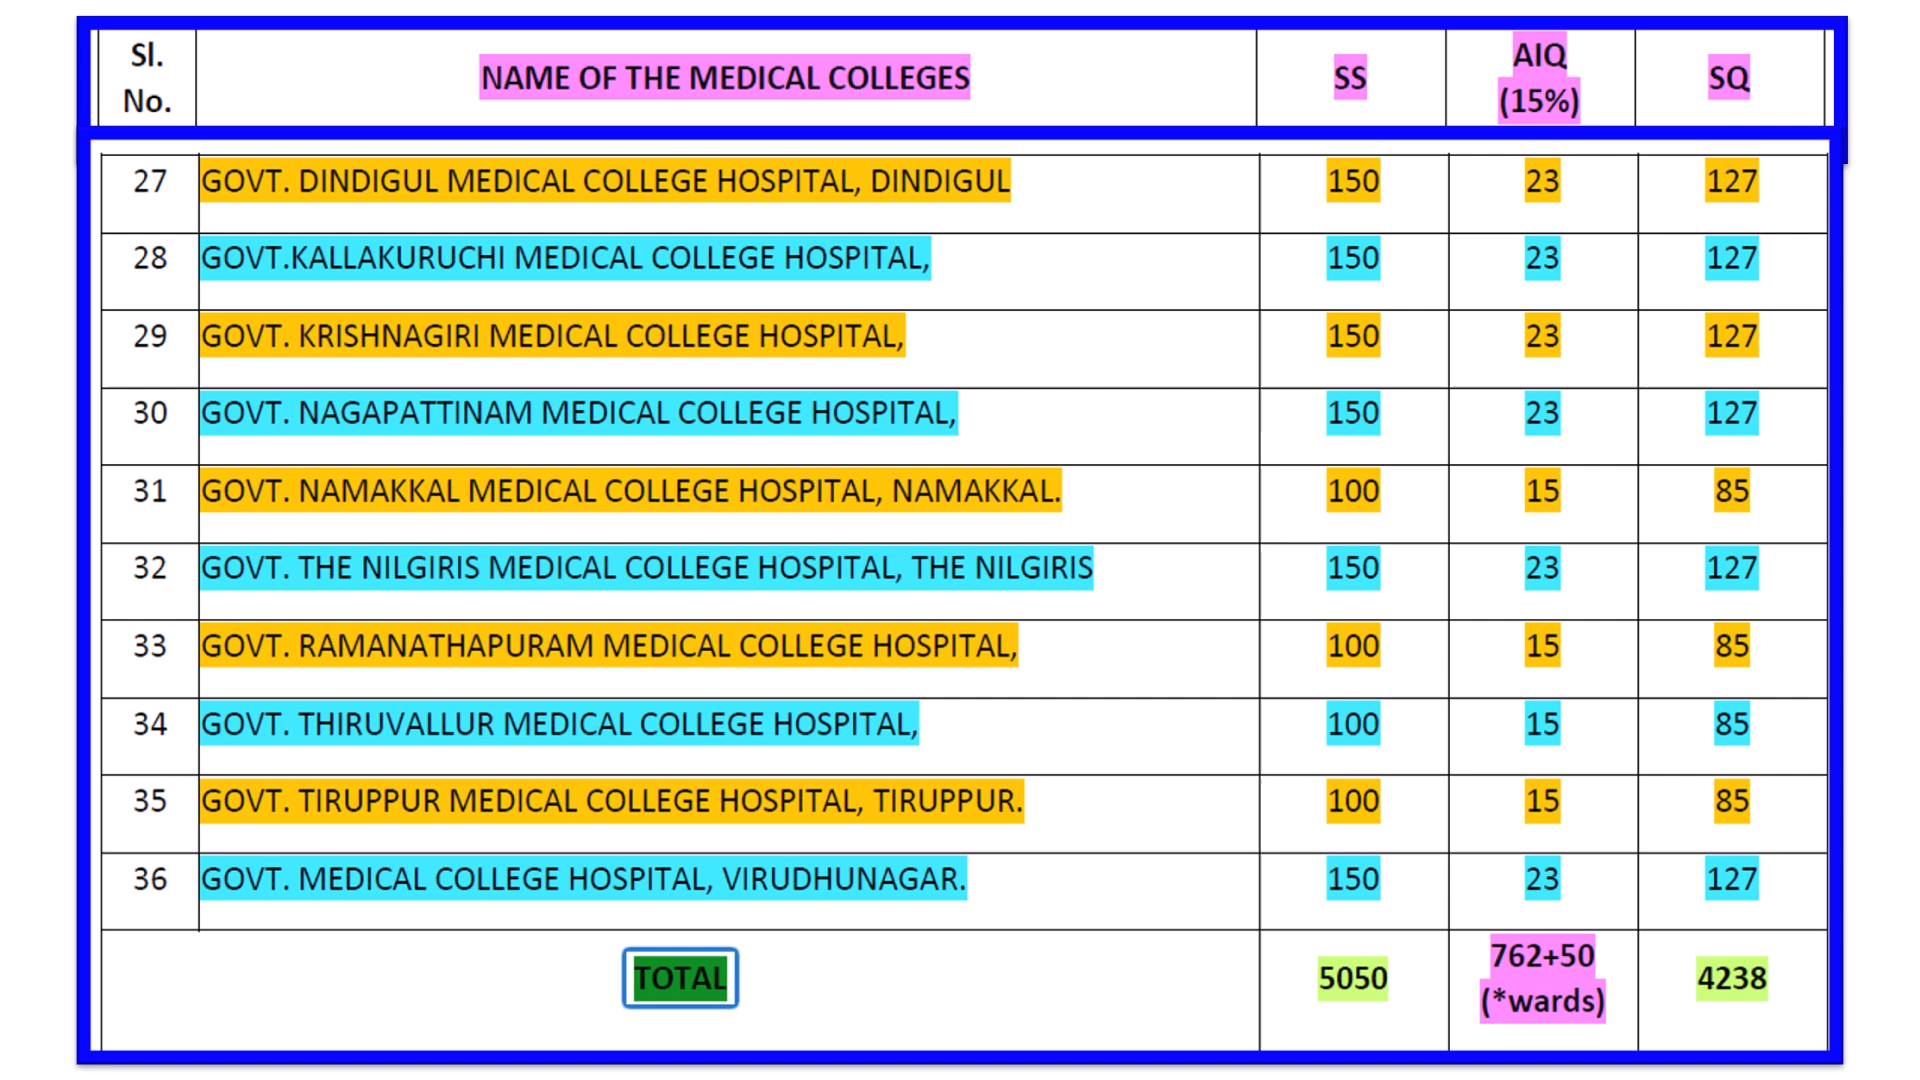 Sl. No. NAME OF THE MEDICAL COLLEGES SS AIQ (15%) SQ
27 GOVT. DINDIGUL MEDICAL COLLEGE HOSPITAL, DINDIGUL 150 23 127
28 GOVT.KALLAKURUCHI MEDICAL COLLEGE HOSPITAL, 150 23 127
29 GOVT. KRISHNAGIRI MEDICAL COLLEGE HOSPITAL, 150 23 127
30 GOVT. NAGAPATTINAM MEDICAL COLLEGE HOSPITAL, 150 23 127
31 GOVT. NAMAKKAL MEDICAL COLLEGE HOSPITAL, NAMAKKAL. 100 15 85
32 GOVT. THE NILGIRIS MEDICAL COLLEGE HOSPITAL, THE NILGIRIS 150 23 127
33 GOVT. RAMANATHAPURAM MEDICAL COLLEGE HOSPITAL, 100 15 85
34 GOVT. THIRUVALLUR MEDICAL COLLEGE HOSPITAL, 100 15 85
35 GOVT. TIRUPPUR MEDICAL COLLEGE HOSPITAL, TIRUPPUR. 100 15 85
36 GOVT. MEDICAL COLLEGE HOSPITAL, VIRUDHUNAGAR. 150 23 127
TOTAL 5050 762+50 (*wards) 4238